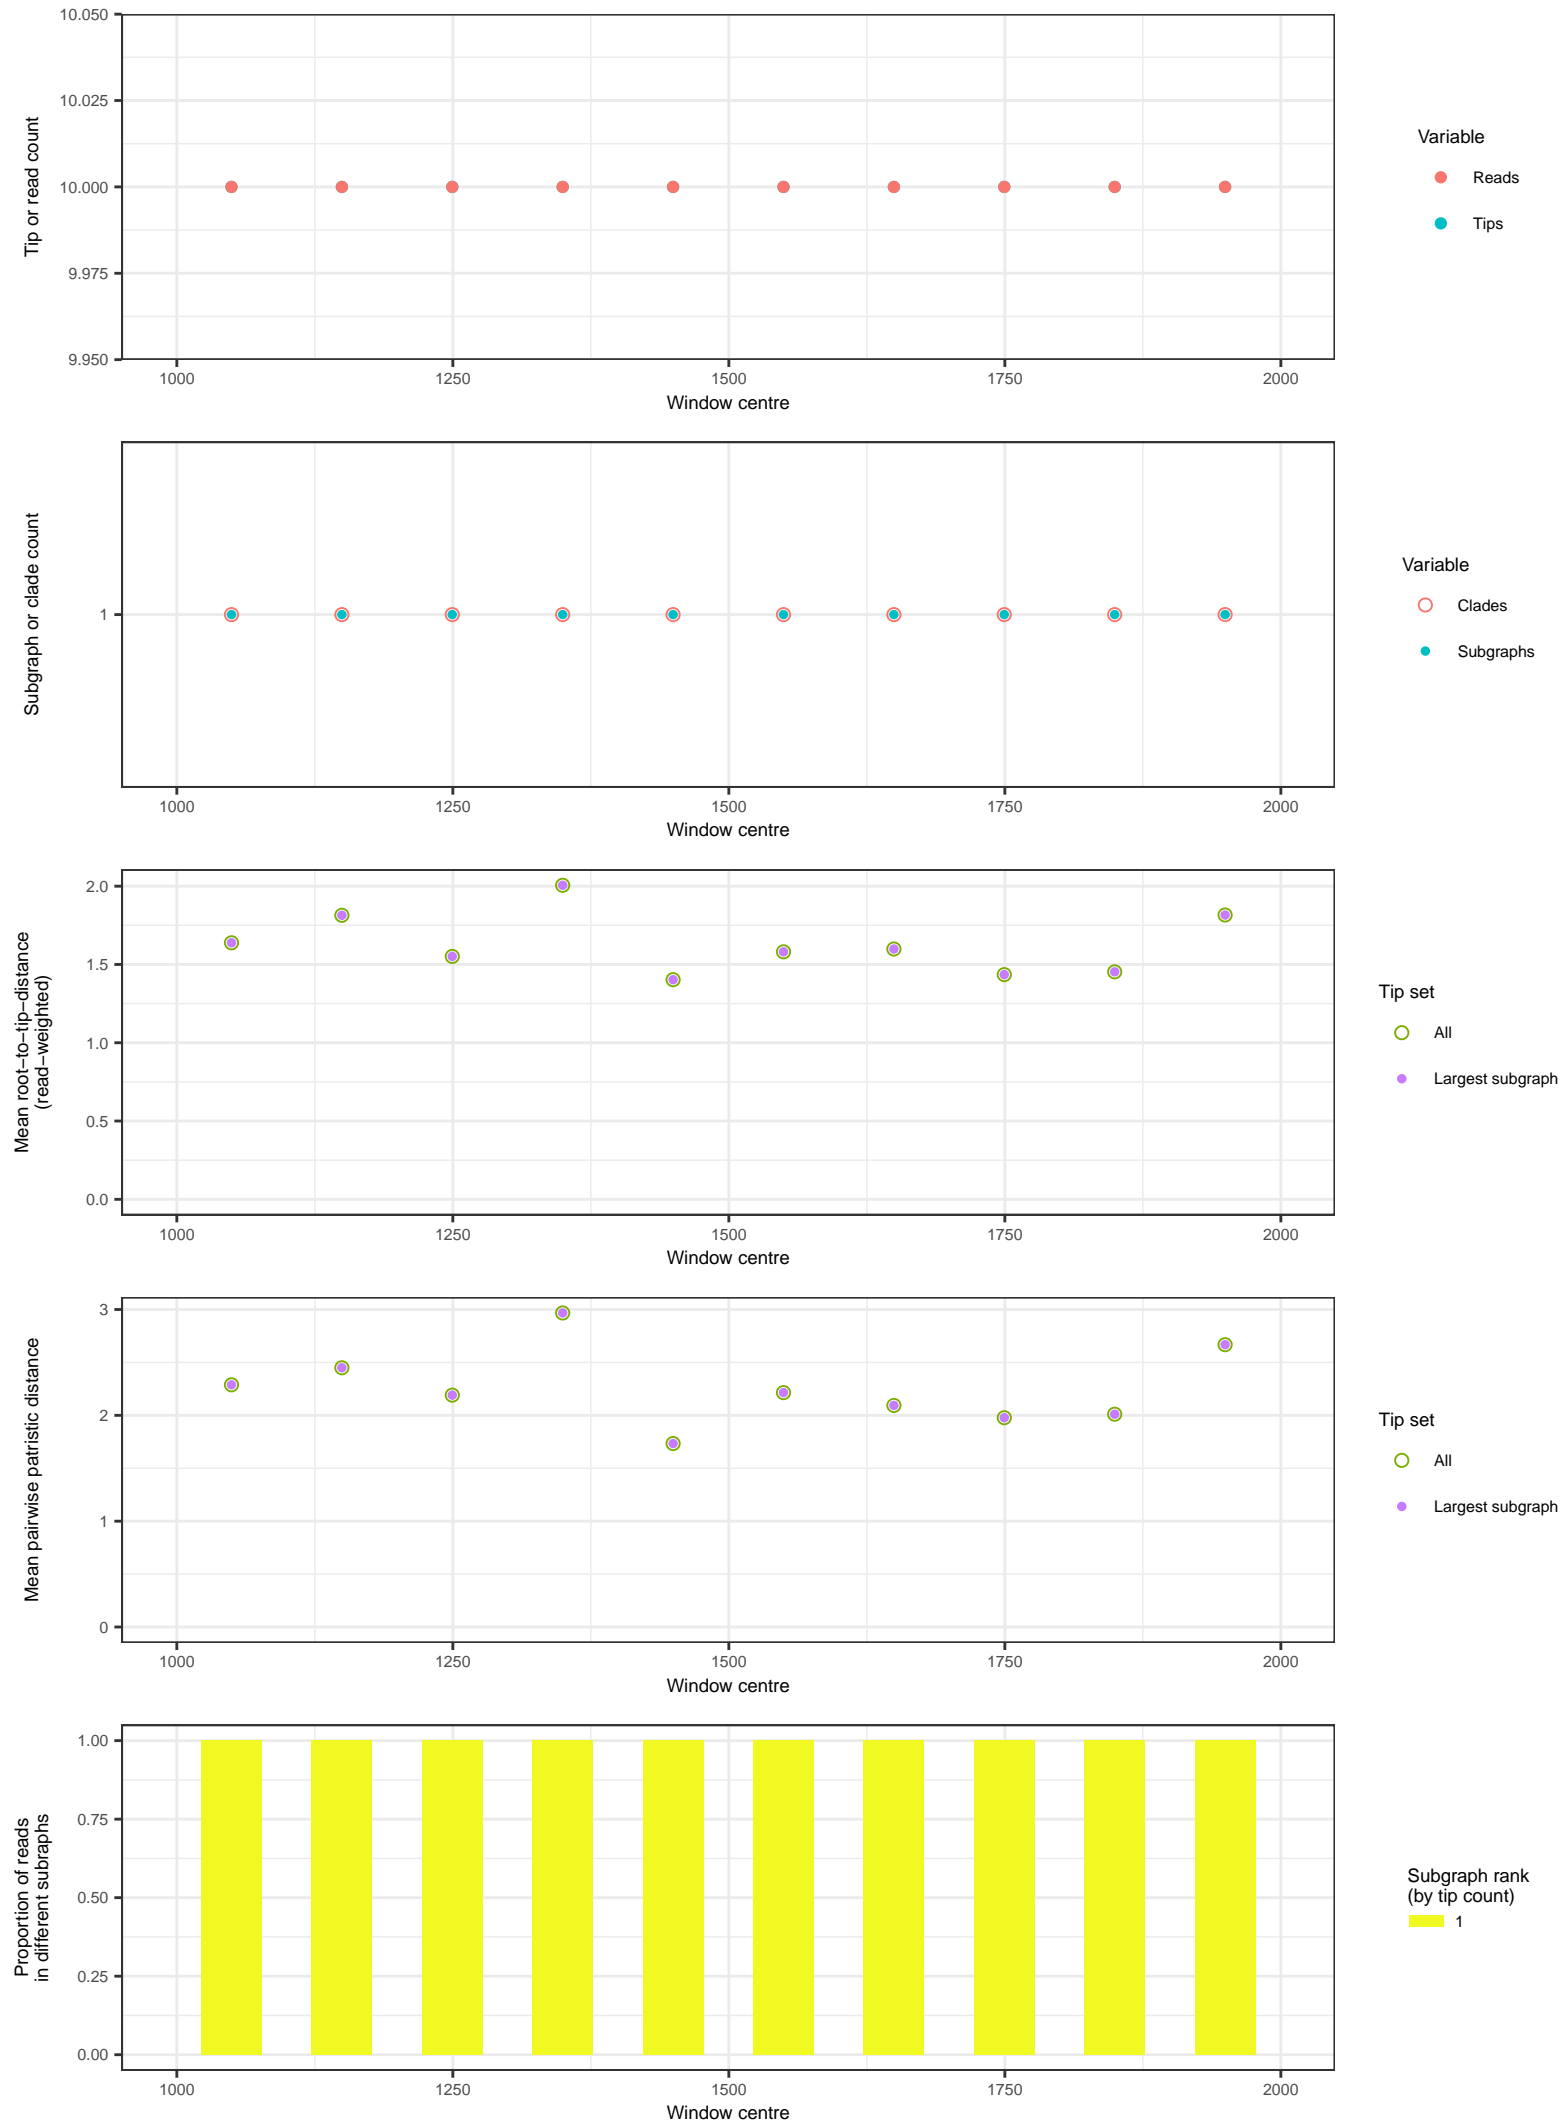 10.050
10.025
10.000
9.975
9.950
Tip or read count
1000 1250 1500 1750 2000
Window centre
Variable
Reads
Tips
Subgraph or clade count
1
1000 1250 1500 1750 2000
Window centre
Variable
Clades
Subgraphs
Mean root−to−tip−distance
(read−weighted)
2.0
1.5
1.0
0.5
0.0
1000 1250 1500 1750 2000
Window centre
Tip set
All
Largest subgraph
Mean pairwise patristic distance
3
2
1
0
1000 1250 1500 1750 2000
Window centre
Tip set
All
Largest subgraph
Proportion of reads
in different subraphs
1.00
0.75
0.50
0.25
0.00
1000 1250 1500 1750 2000
Window centre
Subgraph rank
(by tip count)
1